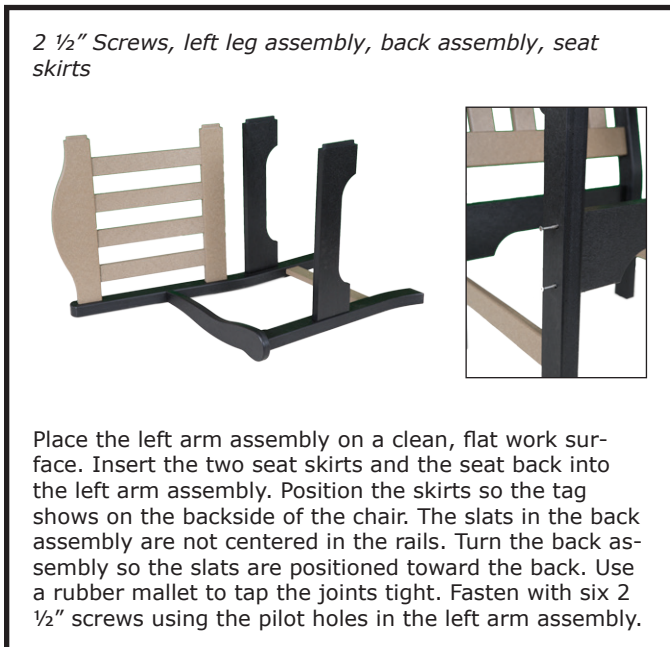 2 ½” Screws, left leg assembly, back assembly, seat
skirts
Place the left arm assembly on a clean, flat work sur-
face. Insert the two seat skirts and the seat back into
the left arm assembly. Position the skirts so the tag
shows on the backside of the chair. The slats in the back
assembly are not centered in the rails. Turn the back as-
sembly so the slats are positioned toward the back. Use
a rubber mallet to tap the joints tight. Fasten with six 2
½” screws using the pilot holes in the left arm assembly.